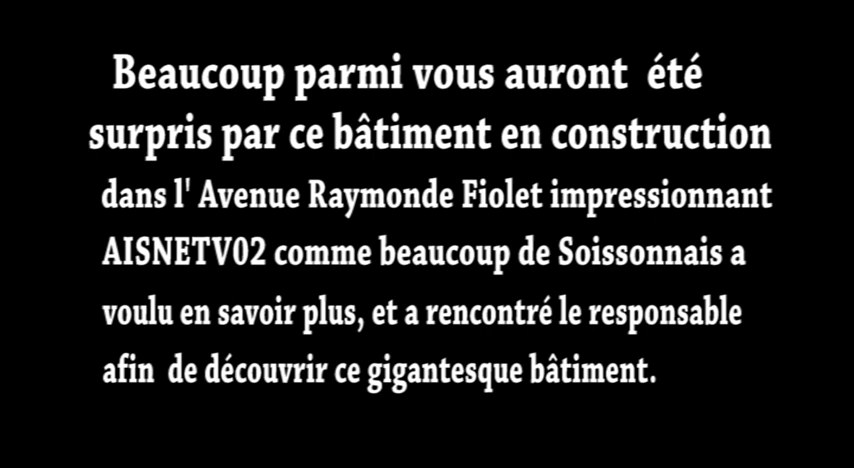 Beaucoup parmi vous auront été
surpris par ce bâtiment en construction
dans l' Avenue Raymonde Fiolet impressionnant
AISNETV02 comme beaucoup de Soissonnais a
voulu en savoir plus, et a rencontré le responsable
afin de découvrir ce gigantesque bâtiment.